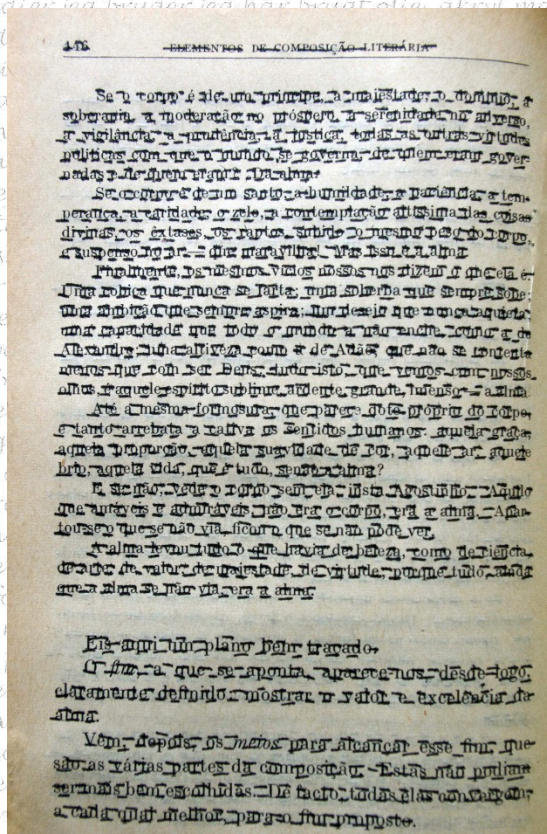 146 ELEMENTOS DE COMPOSIÇÃO LITERÁRIA
Se o corpo é de um príncipe, a majestade, o domínio, a
soberania, a moderação no próspero, a serenidade no adverso,
a vigilância, a prudência, a justiça, todas as outras virtudes
políticas com que o mundo se governa, de quem eram gover-
nadas e de quem eram? Da alma.
Se o corpo é de um santo, a humildade, a paciência, a tem-
perança, a caridade, o zelo, a contemplação altíssima das coisas
divinas, os êxtases, os raptos, subido o mesmo peso do corpo,
e suspenso no ar — que maravilha! Mas isso é a alma.
Finalmente, os mesmos vícios nossos nos dizem o que ela é.
Uma cobiça que nunca se farta; uma soberba que sempre sobe;
uma ambição que sempre aspira; um desejo que nunca aquieta;
uma capacidade que todo o mundo a não enche, como a de
Alexandre; uma altiveza como a de Adão, que não se contenta
menos que com ser Deus; tudo isto, que vemos com nossos
olhos, é aquele espírito sublime, ardente, grande, imenso — a alma.
Até a mesma formosura, que parece dote próprio do corpo,
e tanto arrebata e cativa os sentidos humanos, aquela graça,
aquela proporção, aquela suavidade de cor, aquele ar, aquele
brio, aquela vida, que é tudo, senão a alma?
E se não, vede o corpo sem ela: insta Agostinho. Aquilo
que amáveis e admiráveis, não era o corpo, era a alma. Apar-
tou-se o que se não via, ficou o que se não pode ver.
A alma levou tudo o que havia de beleza, como de ciência,
de arte, de valor, de majestade, de virtude, porque tudo, ainda
que a alma se não via, era a alma.
Eis aqui um plano bem traçado.
O fim, a que se aponta, aparece-nos, desde logo,
claramente definido: mostrar o valor e excelência da
alma.
Vêm, depois, os meios para alcançar esse fim, que
são as várias partes da composição. Estas não podiam
ser mais bem escolhidas. De facto, todas elas convergem,
a cada qual melhor, para o fim proposto.